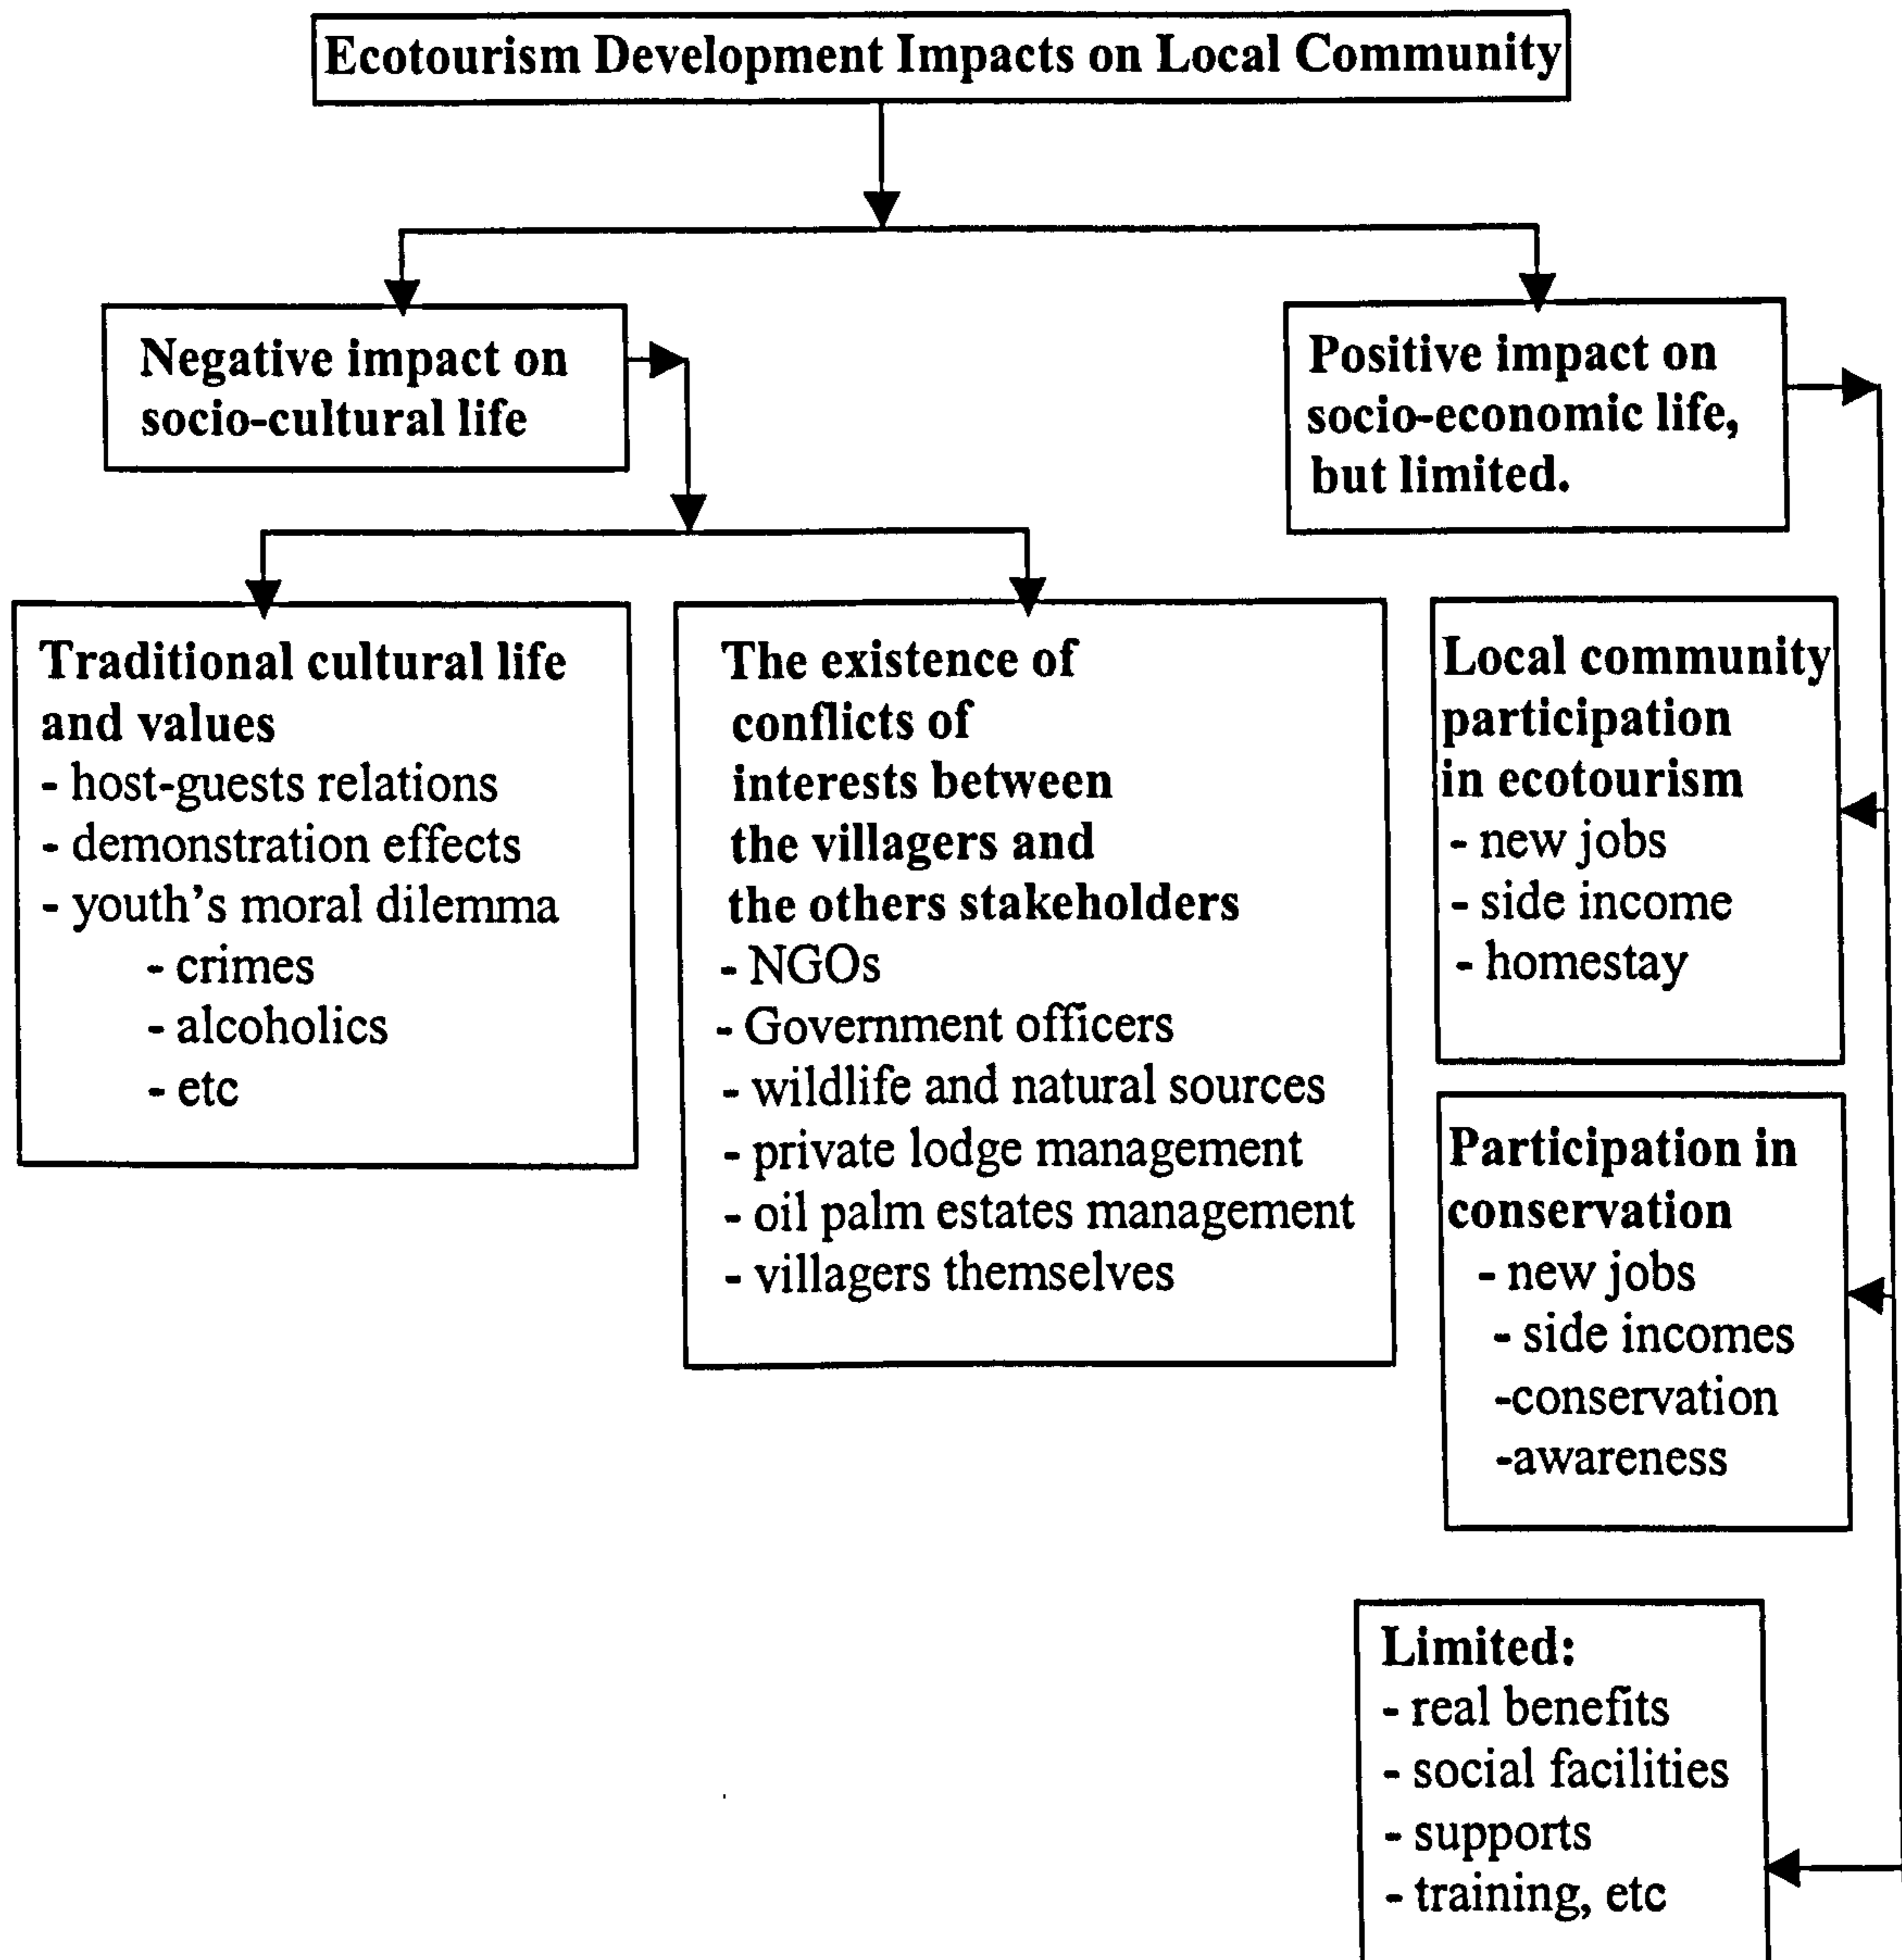 Ecotourism Development Impacts on Local Community
Negative impact on
socio-cultural life
Positive impact on
socio-economic life,
but limited.
Traditional cultural life
and values
- host-guests relations
- demonstration effects
- youth's moral dilemma
- crimes
- alcoholics
- etc
The existence of
conflicts of
interests between
the villagers and
the others stakeholders
- NGOs
- Government officers
- wildlife and natural sources
- private lodge management
- oil palm estates management
- villagers themselves
Local community
participation
in ecotourism
- new jobs
- side income
- homestay
Participation in
conservation
- new jobs
- side incomes
-conservation
-awareness
Limited:
- real benefits
- social facilities
- supports
- training, etc